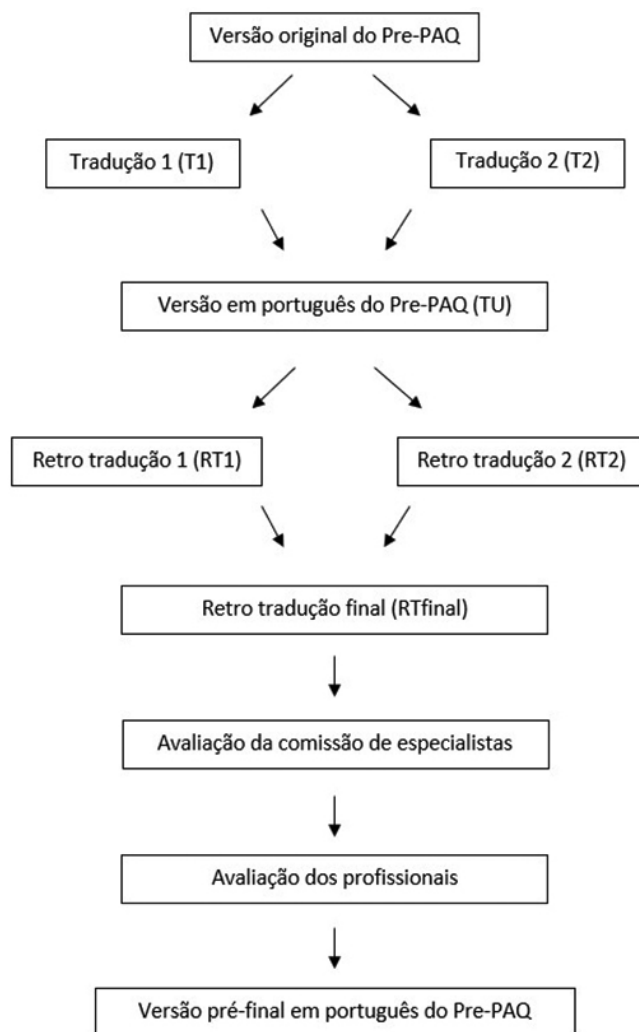 Versão original do Pre-PAQ
Tradução 1 (T1)
Tradução 2 (T2)
Versão em português do Pre-PAQ (TU)
Retro tradução 1 (RT1)
Retro tradução 2 (RT2)
Retro tradução final (RTfinal)
Avaliação da comissão de especialistas
Avaliação dos profissionais
Versão pré-final em português do Pre-PAQ